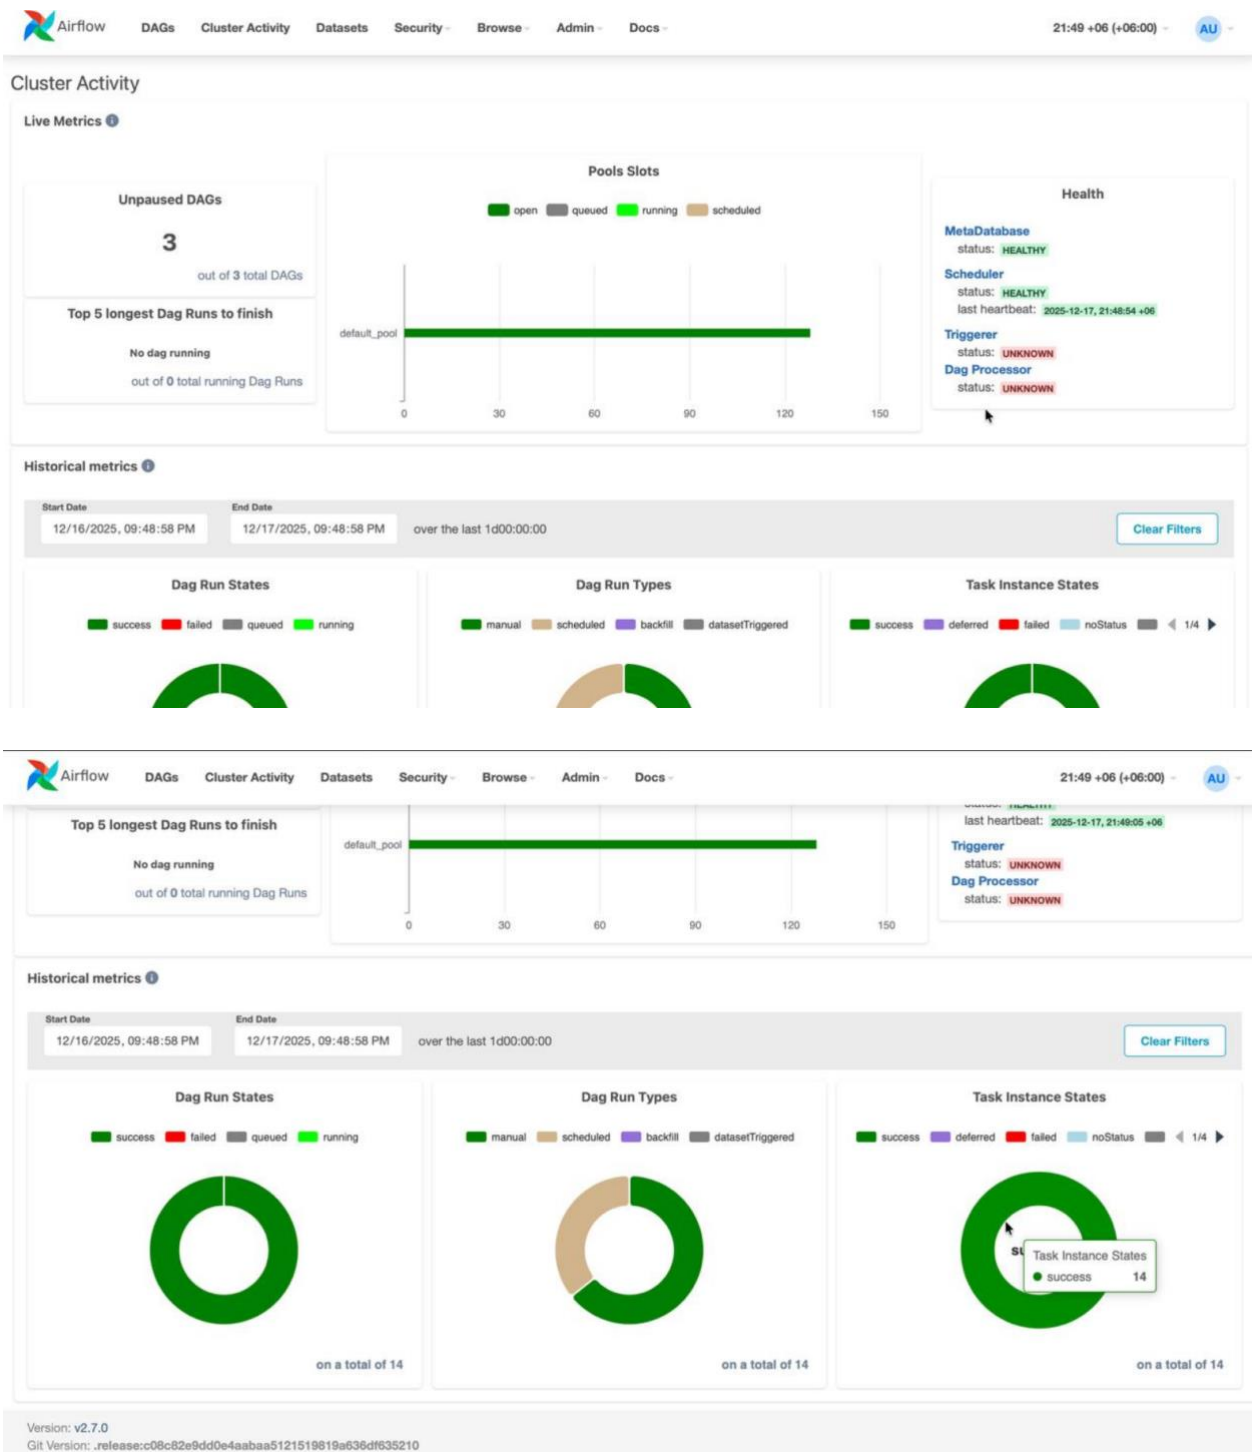 Airflow DAGs Cluster Activity Datasets Security Browse Admin Docs 21:49 +06 (+06:00) AU
Cluster Activity
Live Metrics
Unpaused DAGs
3
out of 3 total DAGs
Top 5 longest Dag Runs to finish
No dag running
out of 0 total running Dag Runs
Pools Slots
open queued running scheduled
default_pool
0 30 60 90 120 150
Health
MetaDatabase
status: HEALTHY
Scheduler
status: HEALTHY
last heartbeat: 2025-12-17, 21:48:54 +06
Triggerer
status: UNKNOWN
Dag Processor
status: UNKNOWN
Historical metrics
Start Date End Date
12/16/2025, 09:48:58 PM 12/17/2025, 09:48:58 PM over the last 1d00:00:00 Clear Filters
Dag Run States
success failed queued running
Dag Run Types
manual scheduled backfill datasetTriggered
Task Instance States
success deferred failed noStatus 1/4
Airflow DAGs Cluster Activity Datasets Security Browse Admin Docs 21:49 +06 (+06:00) AU
Top 5 longest Dag Runs to finish
No dag running
out of 0 total running Dag Runs
default_pool
0 30 60 90 120 150
status: HEALTHY
last heartbeat: 2025-12-17, 21:49:05 +06
Triggerer
status: UNKNOWN
Dag Processor
status: UNKNOWN
Historical metrics
Start Date End Date
12/16/2025, 09:48:58 PM 12/17/2025, 09:48:58 PM over the last 1d00:00:00 Clear Filters
Dag Run States
success failed queued running
on a total of 14
Dag Run Types
manual scheduled backfill datasetTriggered
on a total of 14
Task Instance States
success deferred failed noStatus 1/4
su
Task Instance States
success 14
on a total of 14
Version: v2.7.0
Git Version: .release:c08c82e9dd0e4aabaa5121519819a636df635210